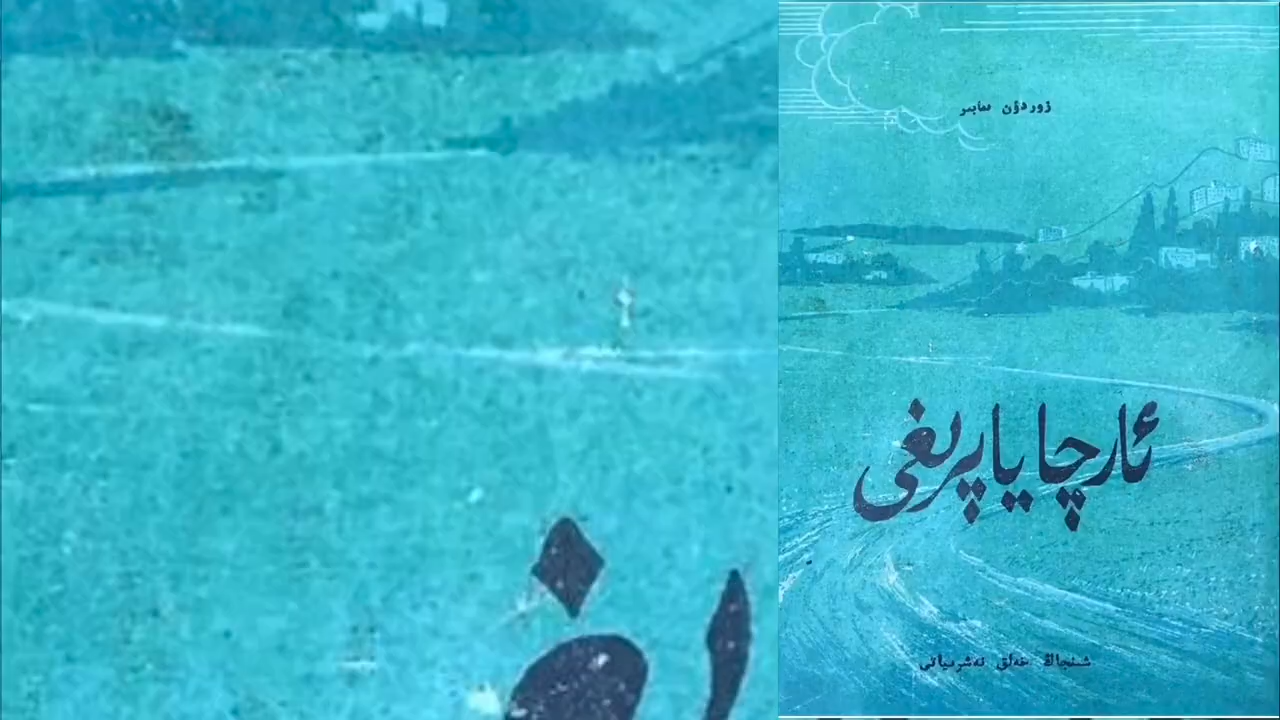 زوردۇن سابىر
ئارچا ياپرىغى
شىنجاڭ خەلق نەشرىياتى